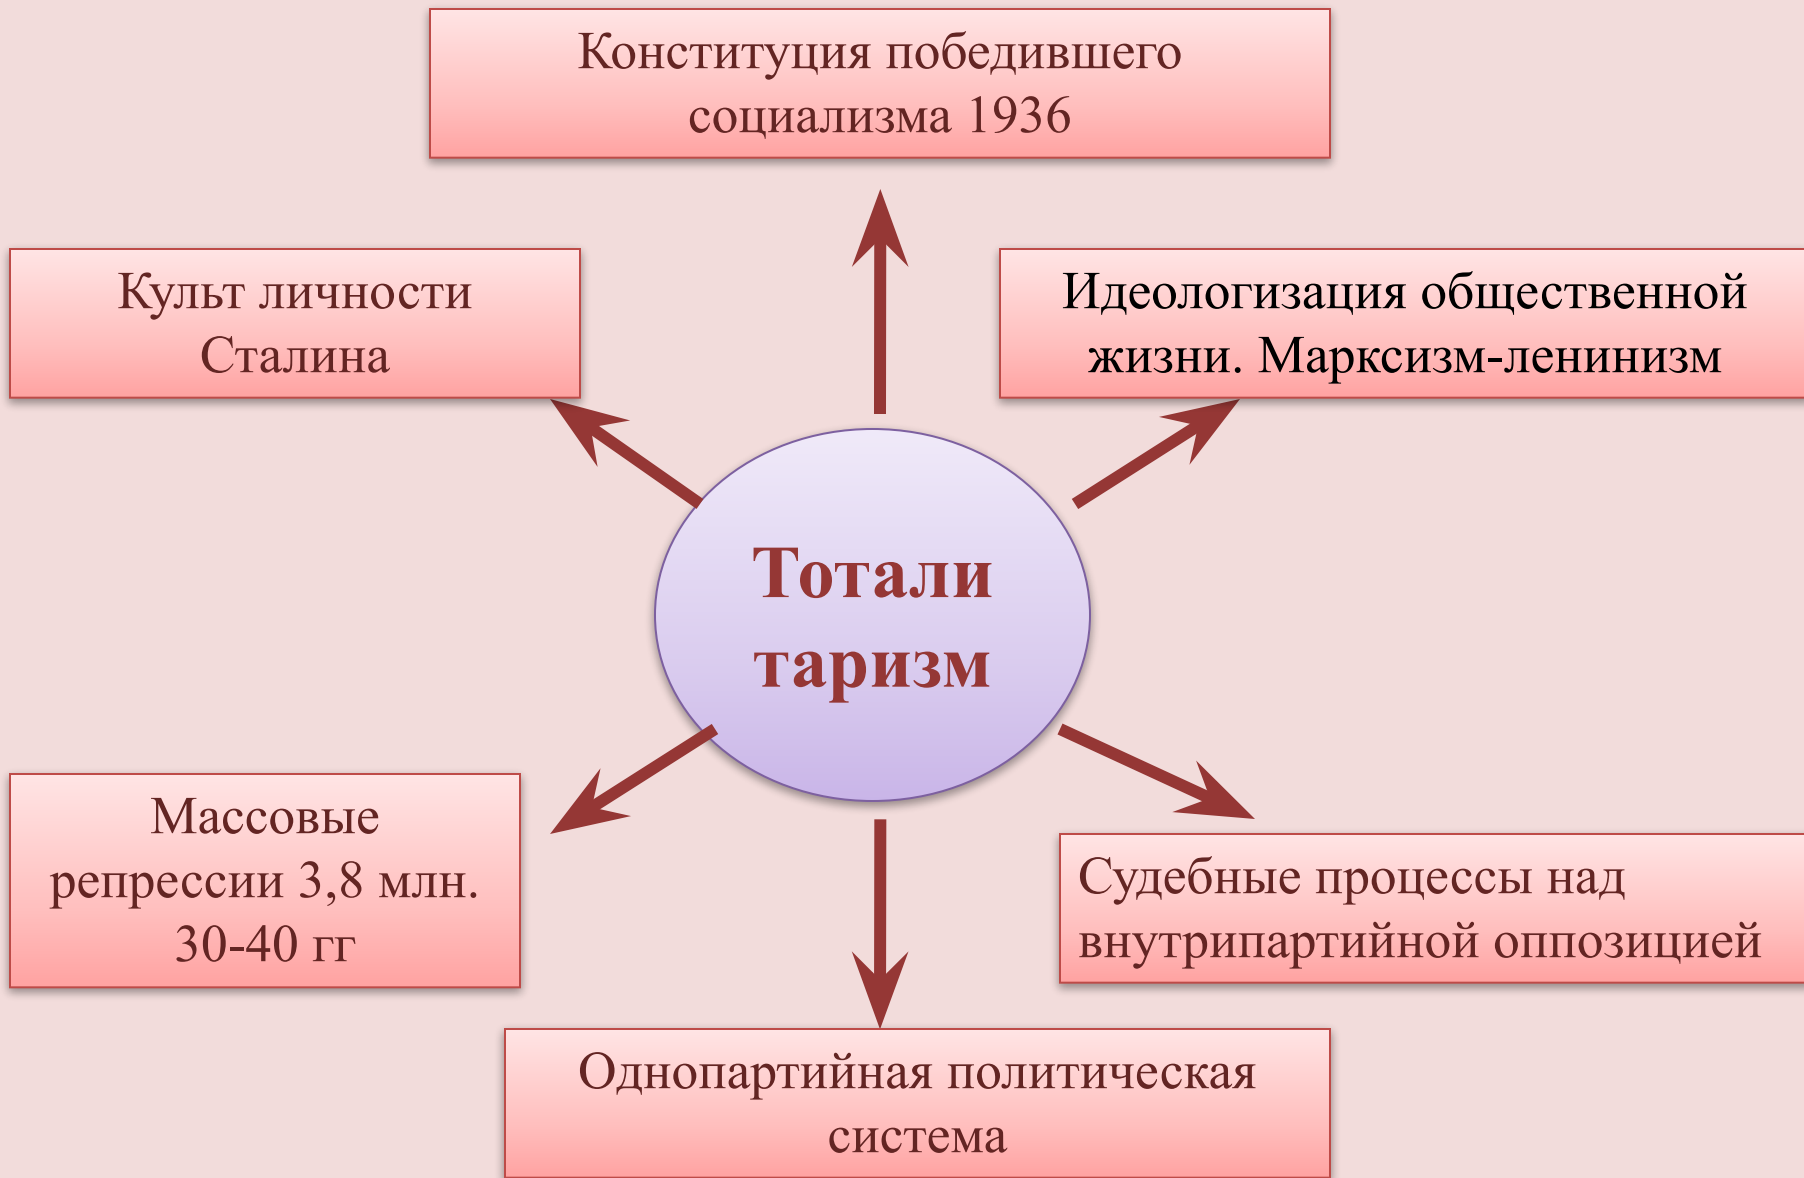 Конституция победившего
социализма 1936
Культ личности
Сталина
Идеологизация общественной
жизни. Марксизм-ленинизм
Тотали
таризм
Массовые
репрессии 3,8 млн.
30-40 гг
Судебные процессы над
внутрипартийной оппозицией
Однопартийная политическая
система